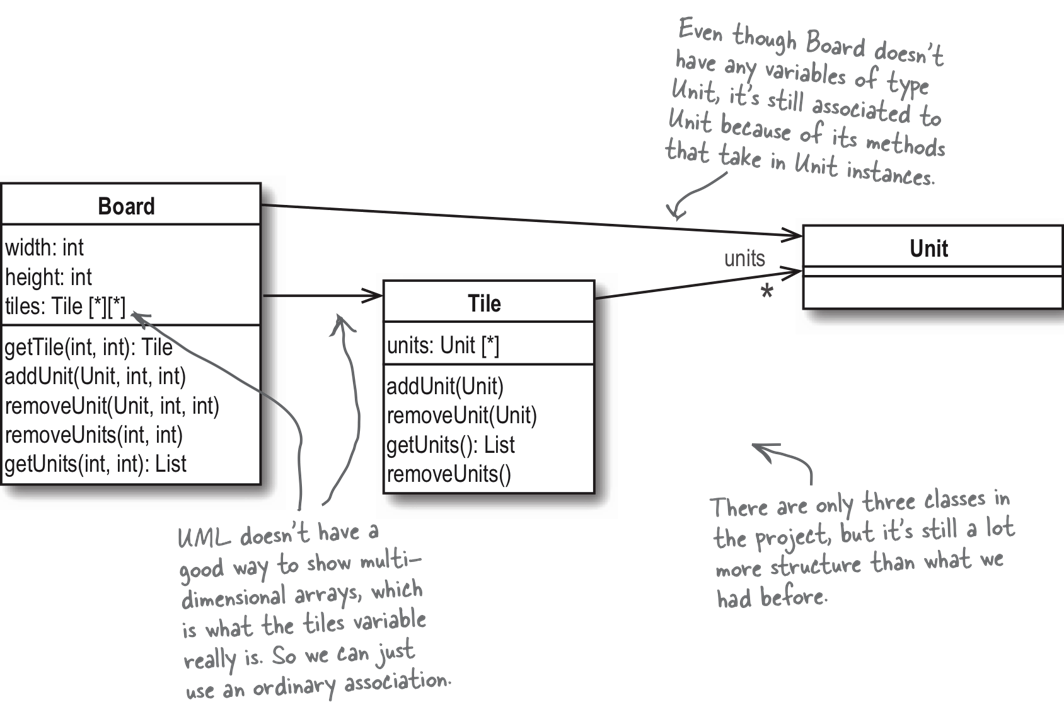 Even though Board doesn't
have any variables of type
Unit, it's still associated to
Unit because of its methods
that take in Unit instances.
Board
width: int
height: int
tiles: Tile [*][*]
getTile(int, int): Tile
addUnit(Unit, int, int)
removeUnit(Unit, int, int)
removeUnits(int, int)
getUnits(int, int): List
Tile
units: Unit [*]
addUnit(Unit)
removeUnit(Unit)
getUnits(): List
removeUnits()
units
*
Unit
UML doesn't have a
good way to show multi-
dimensional arrays, which
is what the tiles variable
really is. So we can just
use an ordinary association.
There are only three classes in
the project, but it's still a lot
more structure than what we
had before.